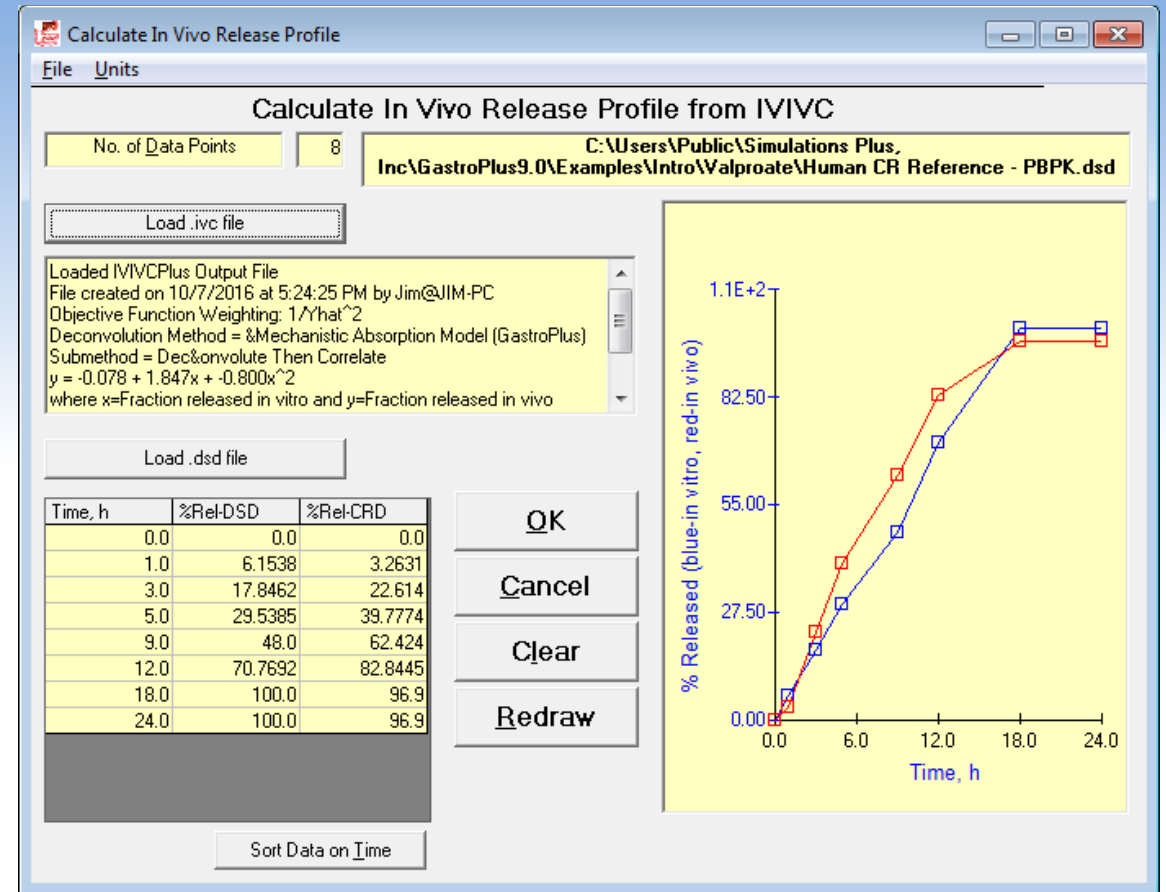 Calculate In Vivo Release Profile
File Units
Calculate In Vivo Release Profile from IVIVC
No. of Data Points 8
C:\Users\Public\Simulations Plus,
Inc\GastroPlus9.0\Examples\Intro\Valproate\Human CR Reference - PBPK.dsd
Load .ivc file
Loaded IVIVCPlus Output File
File created on 10/7/2016 at 5:24:25 PM by Jim@JIM-PC
Objective Function Weighting: 1/Yhat^2
Deconvolution Method = &Mechanistic Absorption Model (GastroPlus)
Submethod = Dec&onvolute Then Correlate
y = -0.078 + 1.847x + -0.800x^2
where x=Fraction released in vitro and y=Fraction released in vivo
Load .dsd file
Time, h %Rel-DSD %Rel-CRD
0.0 0.0 0.0
1.0 6.1538 3.2631
3.0 17.8462 22.614
5.0 29.5385 39.7774
9.0 48.0 62.424
12.0 70.7692 82.8445
18.0 100.0 96.9
24.0 100.0 96.9
Sort Data on Time
OK
Cancel
Clear
Redraw
% Released (blue-in vitro, red-in vivo)
1.1E+2
82.50
55.00
27.50
0.00
0.0 6.0 12.0 18.0 24.0
Time, h